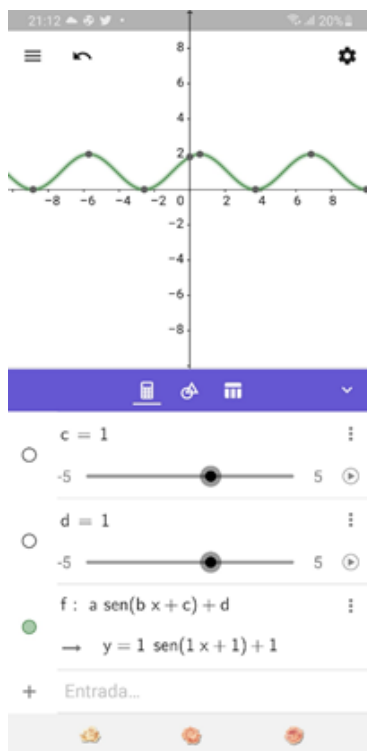 21:12 20%
8
6
4
2
-8 -6 -4 -2 0 2 4 6 8
-2
-4
-6
-8
c = 1
-5 5
d = 1
-5 5
f : a sen(b x + c) + d
→ y = 1 sen(1 x + 1) + 1
+ Entrada...